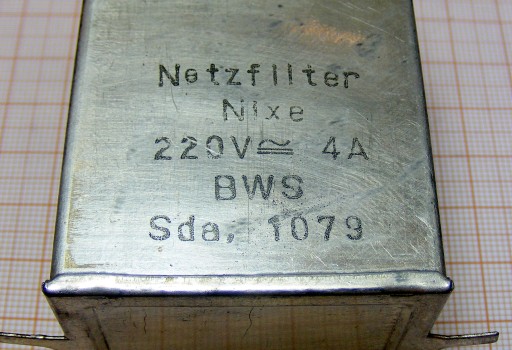 Netzfilter
Nixe
220V≅ 4A
BWS
Sda, 1079